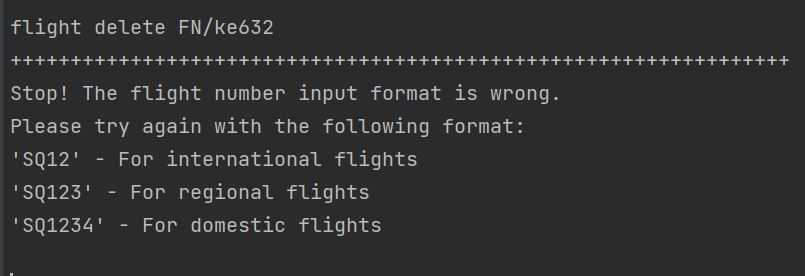 flight delete FN/ke632
+++++++++++++++++++++++++++++++++++++++++++++++++++++++++++++++++
Stop! The flight number input format is wrong.
Please try again with the following format:
'SQ12' - For international flights
'SQ123' - For regional flights
'SQ1234' - For domestic flights